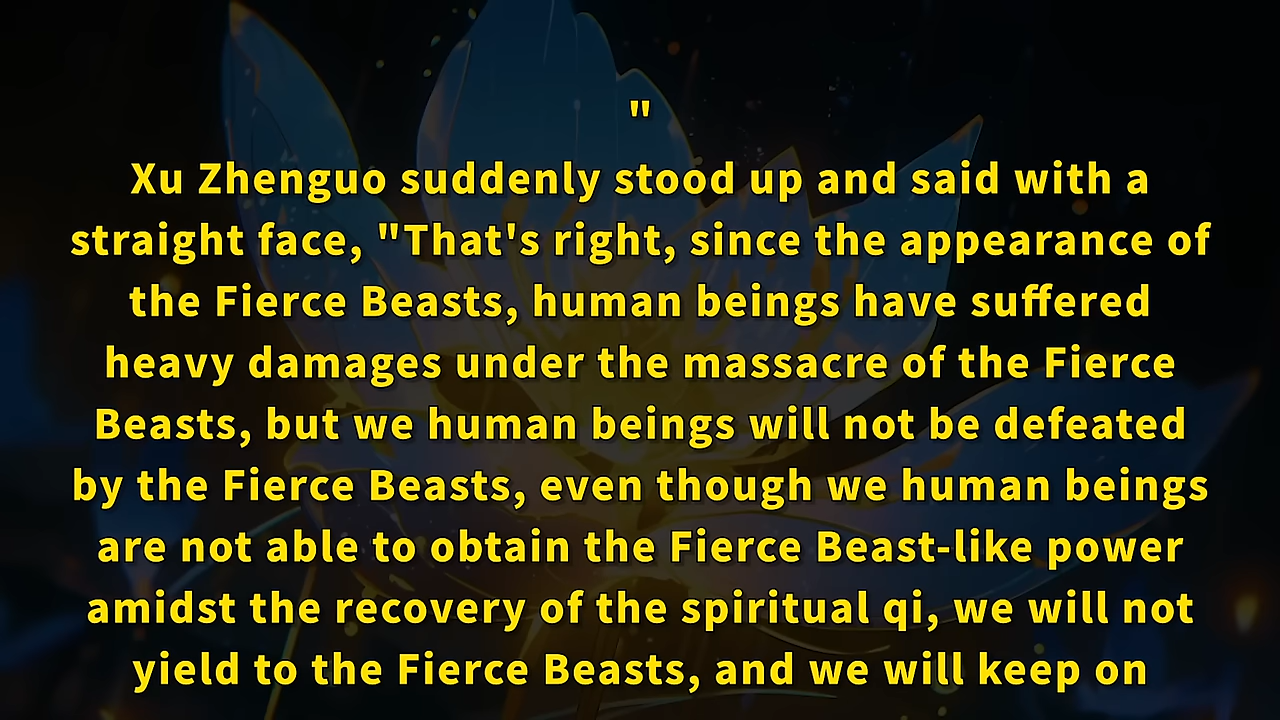 "
Xu Zhenguo suddenly stood up and said with a
straight face, "That's right, since the appearance of
the Fierce Beasts, human beings have suffered
heavy damages under the massacre of the Fierce
Beasts, but we human beings will not be defeated
by the Fierce Beasts, even though we human beings
are not able to obtain the Fierce Beast-like power
amidst the recovery of the spiritual qi, we will not
yield to the Fierce Beasts, and we will keep on